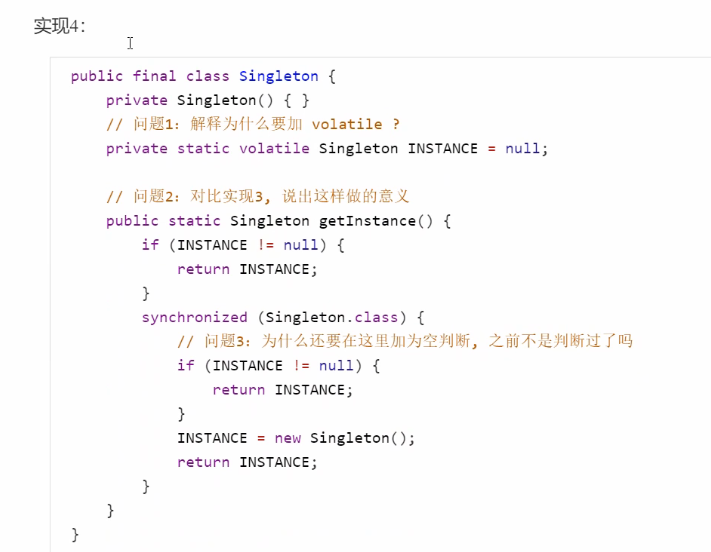 实现4：
public final class Singleton {
private Singleton() { }
// 问题1：解释为什么要加 volatile ?
private static volatile Singleton INSTANCE = null;
// 问题2：对比实现3, 说出这样做的意义
public static Singleton getInstance() {
if (INSTANCE != null) {
return INSTANCE;
}
synchronized (Singleton.class) {
// 问题3：为什么还要在这里加为空判断, 之前不是判断过了吗
if (INSTANCE != null) {
return INSTANCE;
}
INSTANCE = new Singleton();
return INSTANCE;
}
}
}